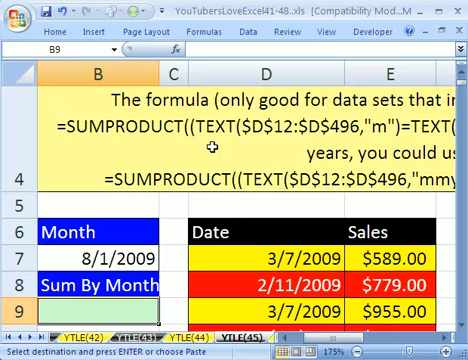 YouTubersLoveExcel41-48.xls [Compatibility Mod...
Home Insert Page Layout Formulas Data Review View Developer
B9 fx
B C D E
The formula (only good for data sets that in
=SUMPRODUCT((TEXT($D$12:$D$496,"m")=TEXT(
years, you could us
4 =SUMPRODUCT((TEXT($D$12:$D$496,"mmy
5
6 Month Date Sales
7 8/1/2009 3/7/2009 $589.00
8 Sum By Month 2/11/2009 $779.00
9 3/7/2009 $955.00
YTLE(42) YTLE(43) YTLE(44) YTLE(45)
Select destination and press ENTER or choose Paste 175%